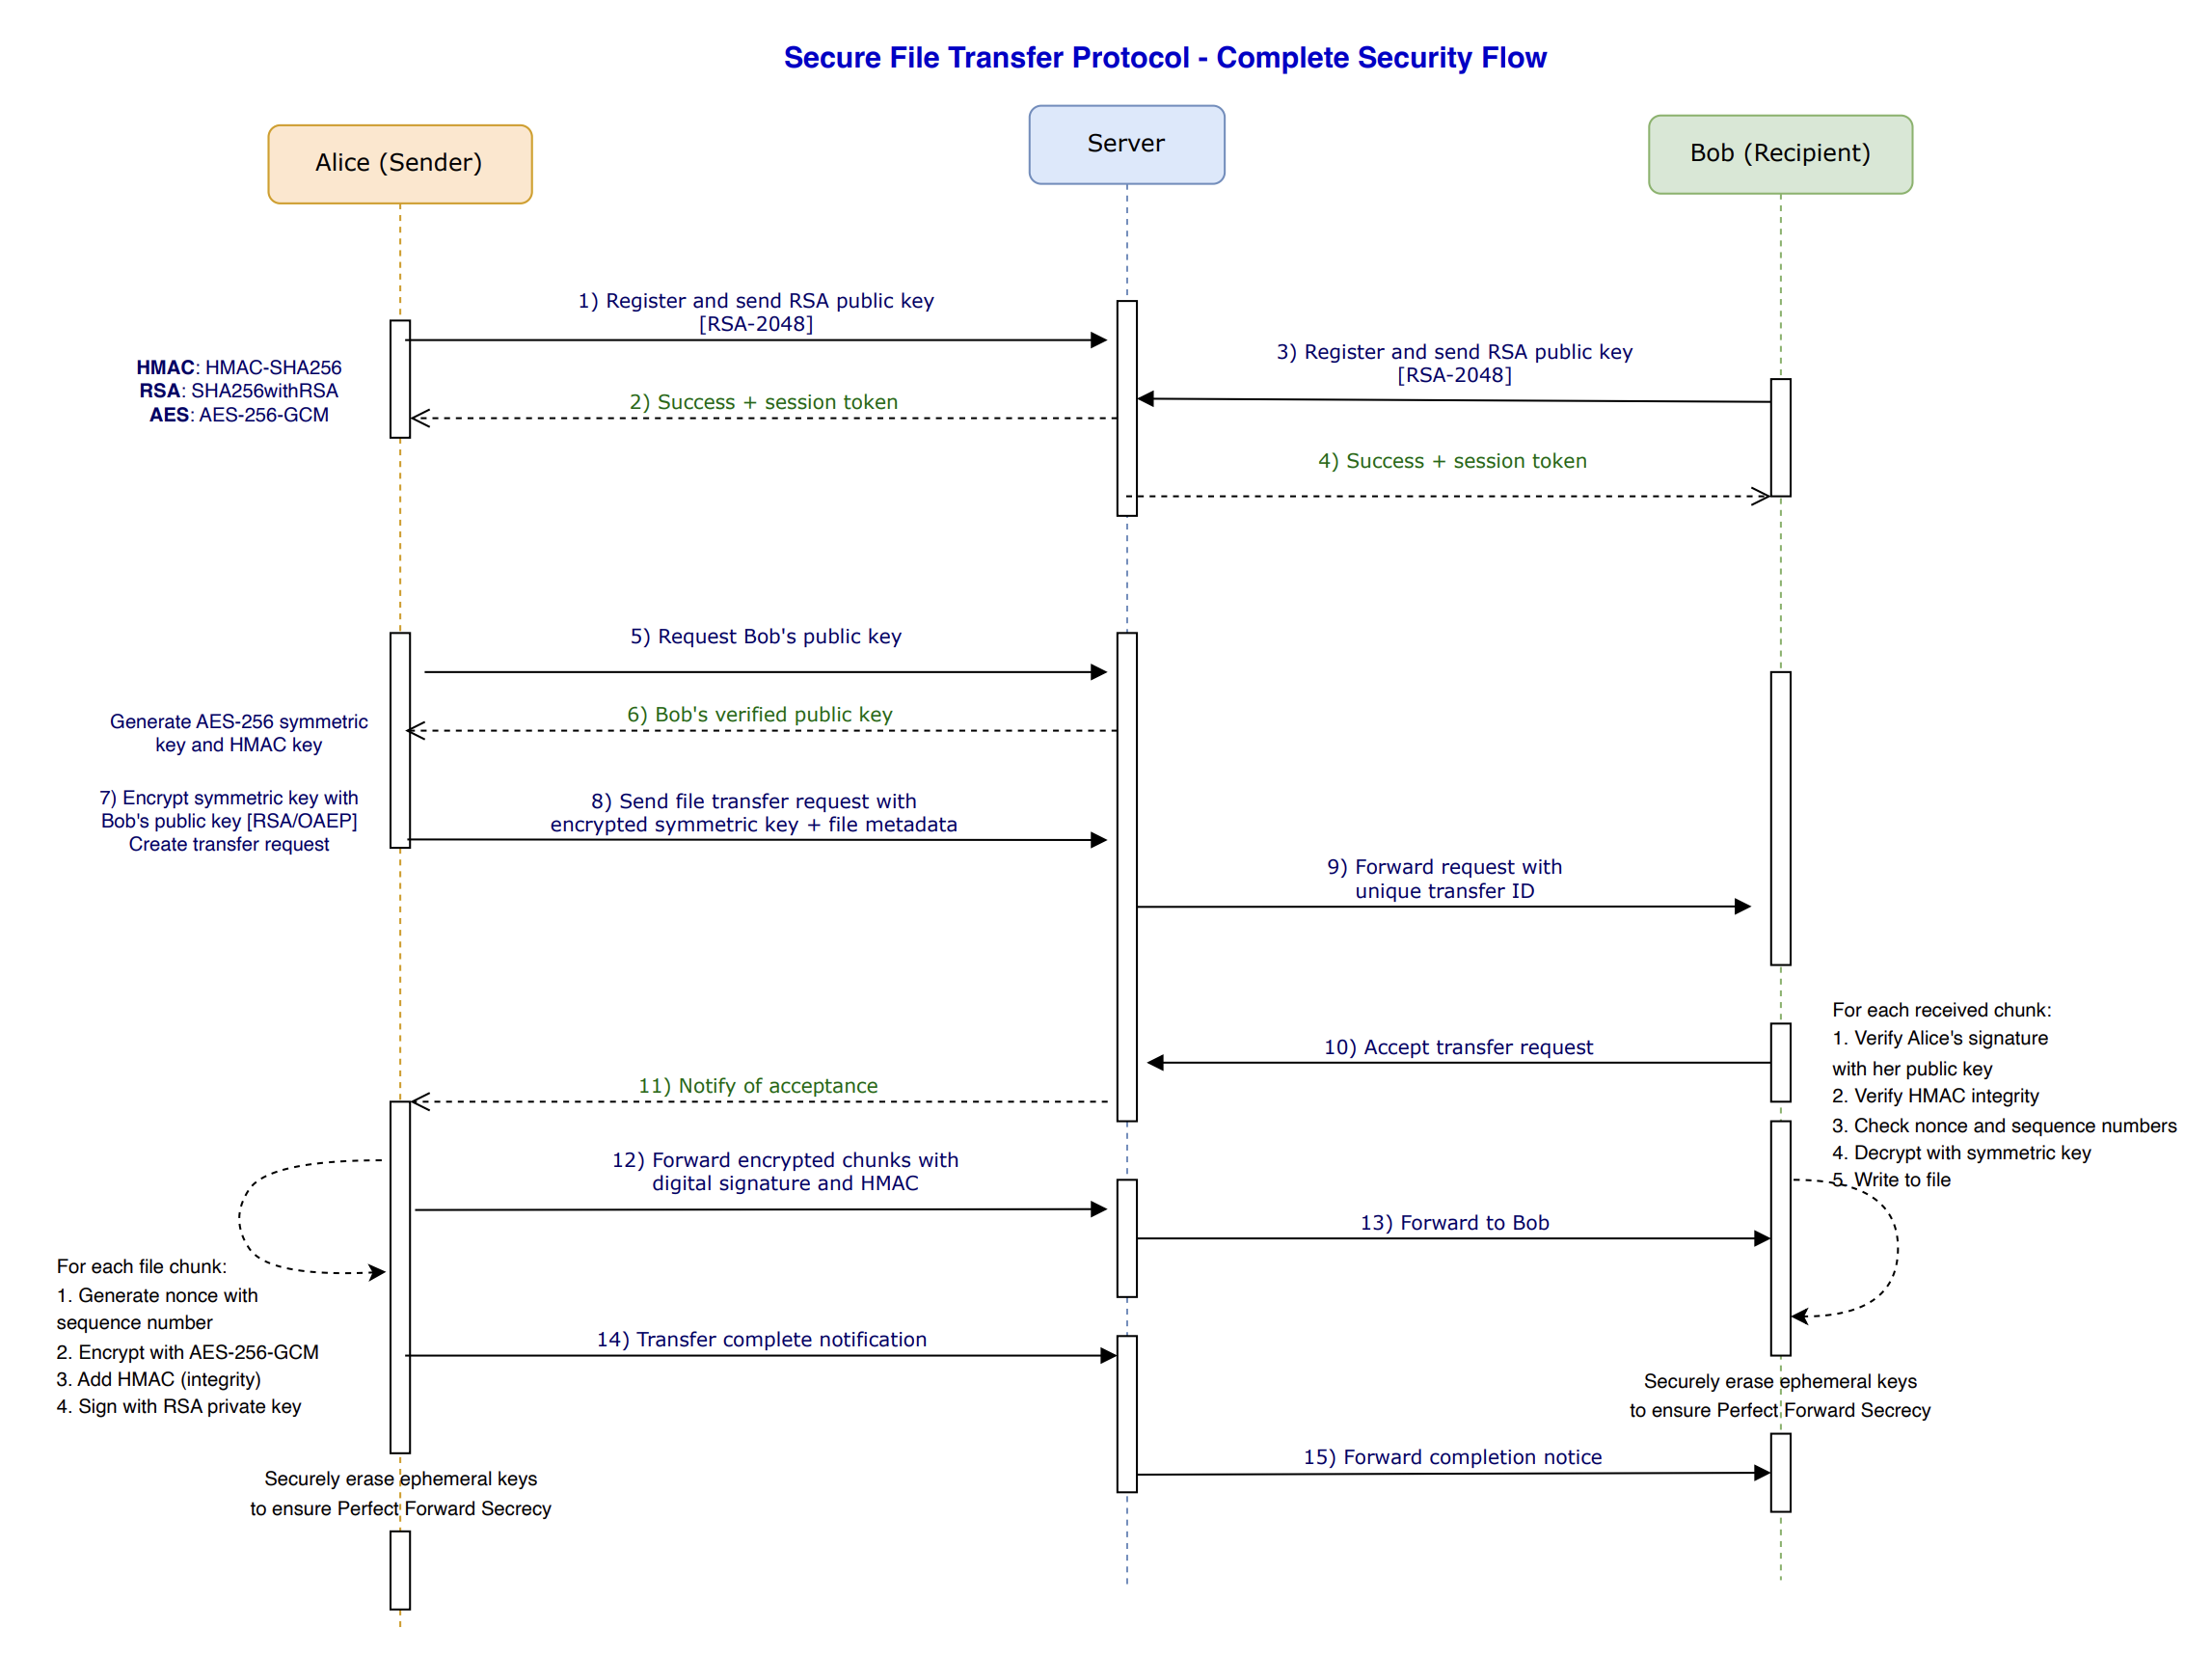 Secure File Transfer Protocol - Complete Security Flow
Alice (Sender)
Server
Bob (Recipient)
1) Register and send RSA public key
[RSA-2048]
3) Register and send RSA public key
[RSA-2048]
HMAC: HMAC-SHA256
RSA: SHA256withRSA
AES: AES-256-GCM
2) Success + session token
4) Success + session token
5) Request Bob's public key
6) Bob's verified public key
Generate AES-256 symmetric
key and HMAC key
7) Encrypt symmetric key with
Bob's public key [RSA/OAEP]
Create transfer request
8) Send file transfer request with
encrypted symmetric key + file metadata
9) Forward request with
unique transfer ID
10) Accept transfer request
11) Notify of acceptance
For each received chunk:
1. Verify Alice's signature
with her public key
2. Verify HMAC integrity
3. Check nonce and sequence numbers
4. Decrypt with symmetric key
5. Write to file
12) Forward encrypted chunks with
digital signature and HMAC
13) Forward to Bob
For each file chunk:
1. Generate nonce with
sequence number
2. Encrypt with AES-256-GCM
3. Add HMAC (integrity)
4. Sign with RSA private key
14) Transfer complete notification
Securely erase ephemeral keys
to ensure Perfect Forward Secrecy
15) Forward completion notice
Securely erase ephemeral keys
to ensure Perfect Forward Secrecy